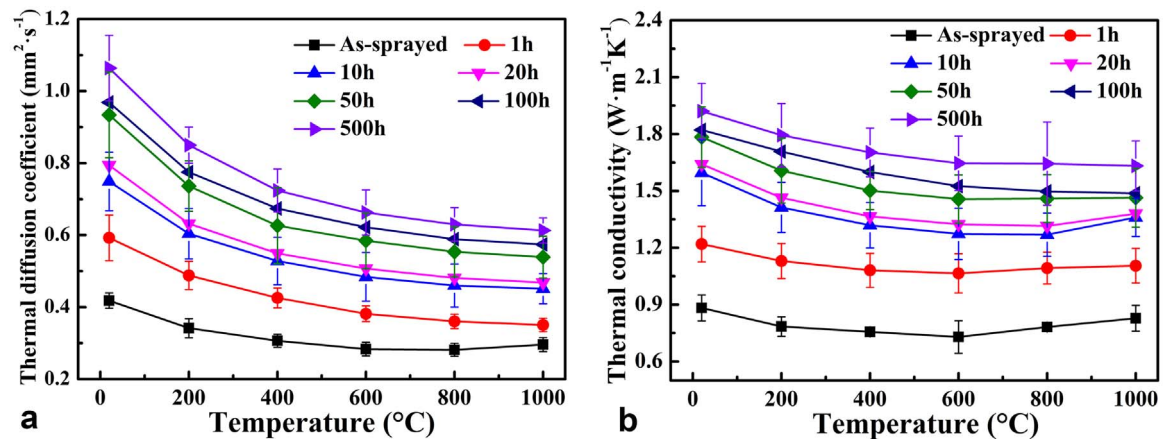 Thermal diffusion coefficient (mm²·s⁻¹)
1.2
1.0
0.8
0.6
0.4
0.2
As-sprayed 1h
10h 20h
50h 100h
500h
0 200 400 600 800 1000
Temperature (°C)
a
Thermal conductivity (W·m⁻¹K⁻¹)
2.4
2.1
1.8
1.5
1.2
0.9
0.6
As-sprayed 1h
10h 20h
50h 100h
500h
0 200 400 600 800 1000
Temperature (°C)
b